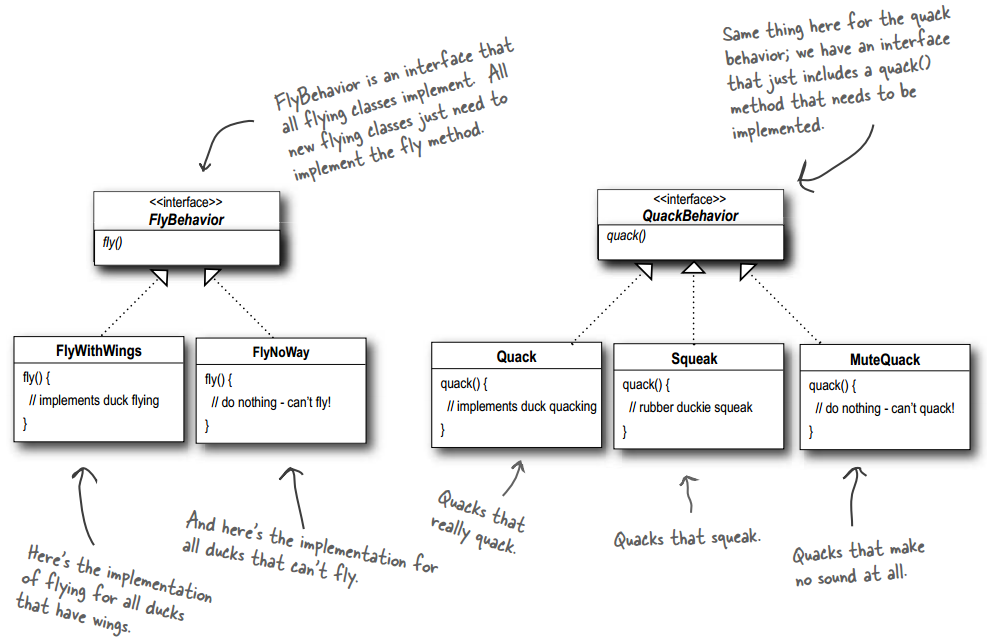 FlyBehavior is an interface that
all flying classes implement. All
new flying classes just need to
implement the fly method.
Same thing here for the quack
behavior; we have an interface
that just includes a quack()
method that needs to be
implemented.
<<interface>>
FlyBehavior
fly()
<<interface>>
QuackBehavior
quack()
FlyWithWings
fly() {
// implements duck flying
}
FlyNoWay
fly() {
// do nothing - can't fly!
}
Quack
quack() {
// implements duck quacking
}
Squeak
quack() {
// rubber duckie squeak
}
MuteQuack
quack() {
// do nothing - can't quack!
}
Here's the implementation
of flying for all ducks
that have wings.
And here's the implementation for
all ducks that can't fly.
Quacks that
really quack.
Quacks that squeak.
Quacks that make
no sound at all.